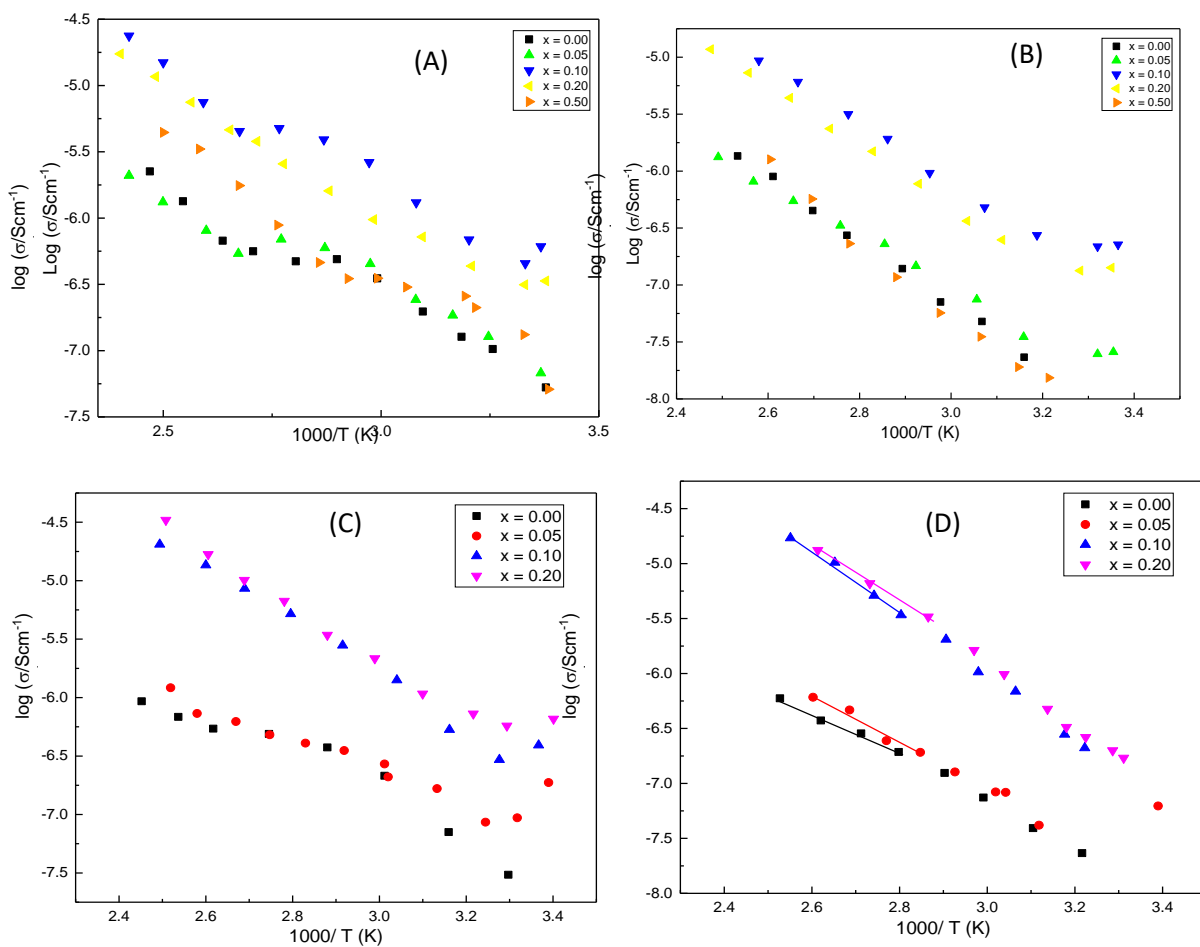 (A)
-4.5
-5.0
-5.5
-6.0
-6.5
-7.0
-7.5
log (σ/Scm-1)
Log (σ/Scm-1)
2.5
3.0
3.5
1000/T (K)
x = 0.00
x = 0.05
x = 0.10
x = 0.20
x = 0.50
(B)
-5.0
-5.5
-6.0
-6.5
-7.0
-7.5
-8.0
log (σ/Scm-1)
Log (σ/Scm-1)
2.4
2.6
2.8
3.0
3.2
3.4
1000/T (K)
x = 0.00
x = 0.05
x = 0.10
x = 0.20
x = 0.50
(C)
-4.5
-5.0
-5.5
-6.0
-6.5
-7.0
-7.5
log (σ/Scm-1)
2.4
2.6
2.8
3.0
3.2
3.4
1000/ T (K)
x = 0.00
x = 0.05
x = 0.10
x = 0.20
(D)
-4.5
-5.0
-5.5
-6.0
-6.5
-7.0
-7.5
-8.0
log (σ/Scm-1)
2.4
2.6
2.8
3.0
3.2
3.4
1000/ T (K)
x = 0.00
x = 0.05
x = 0.10
x = 0.20